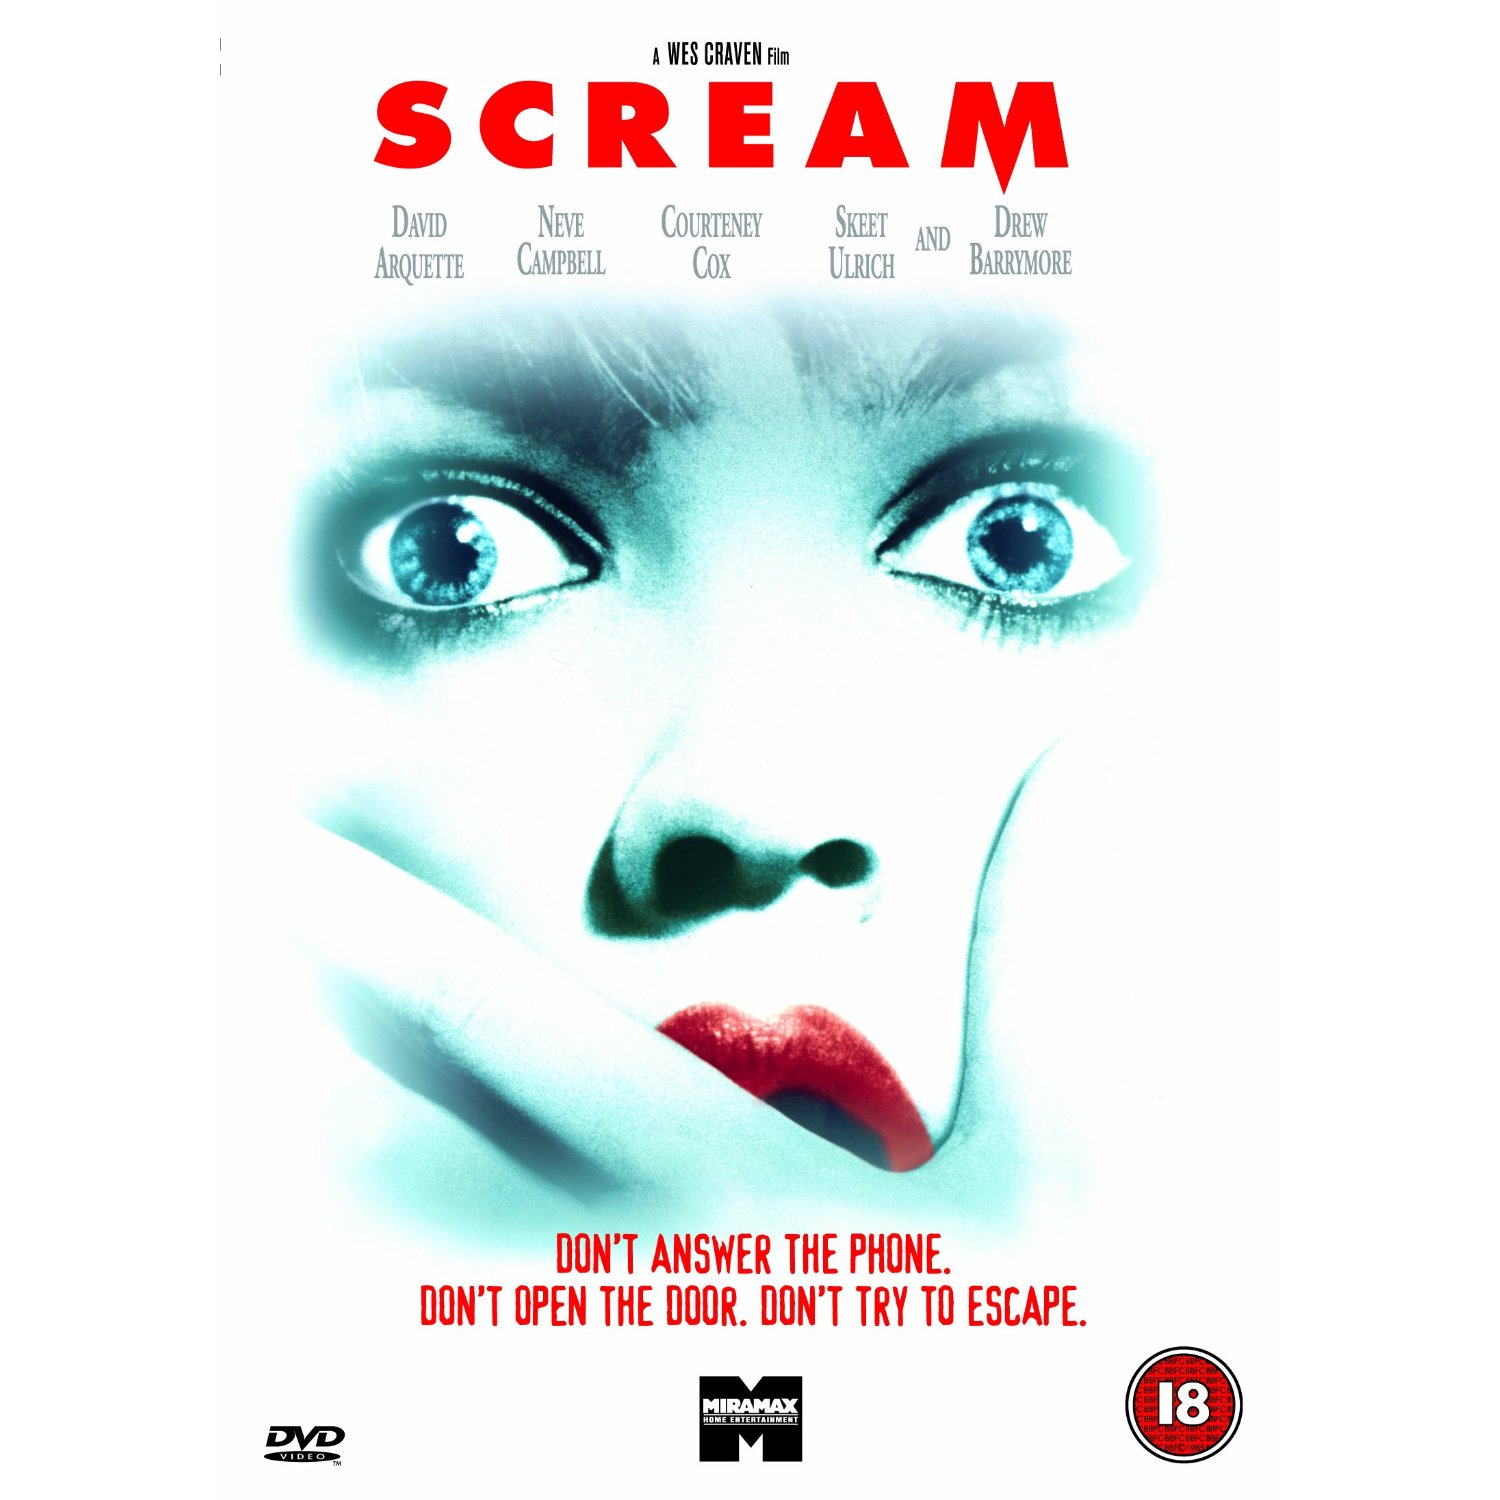 A WES CRAVEN Film
SCREAM
DAVID ARQUETTE
NEVE CAMPBELL
COURTENEY COX
SKEET ULRICH
AND
DREW BARRYMORE
DON'T ANSWER THE PHONE.
DON'T OPEN THE DOOR. DON'T TRY TO ESCAPE.
MIRAMAX
HOME ENTERTAINMENT
DVD
VIDEO
TM
18